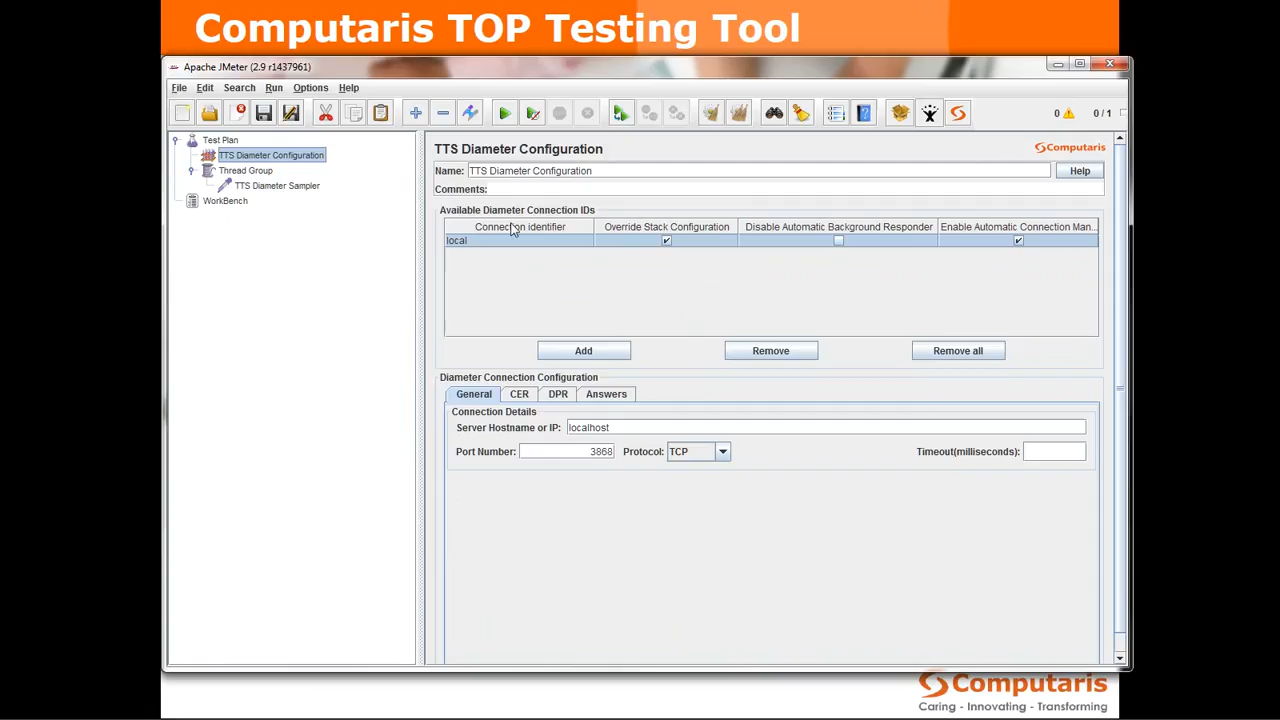 Computaris TOP Testing Tool
Apache JMeter (2.9 r1437961)
File Edit Search Run Options Help
0 0 / 1
Test Plan
TTS Diameter Configuration
Thread Group
TTS Diameter Sampler
WorkBench
TTS Diameter Configuration
Computaris
Name: TTS Diameter Configuration
Help
Comments:
Available Diameter Connection IDs
Connection identifier Override Stack Configuration Disable Automatic Background Responder Enable Automatic Connection Man...
local
Add Remove Remove all
Diameter Connection Configuration
General CER DPR Answers
Connection Details
Server Hostname or IP: localhost
Port Number: 3868 Protocol: TCP Timeout(milliseconds):
Computaris
Caring - Innovating - Transforming